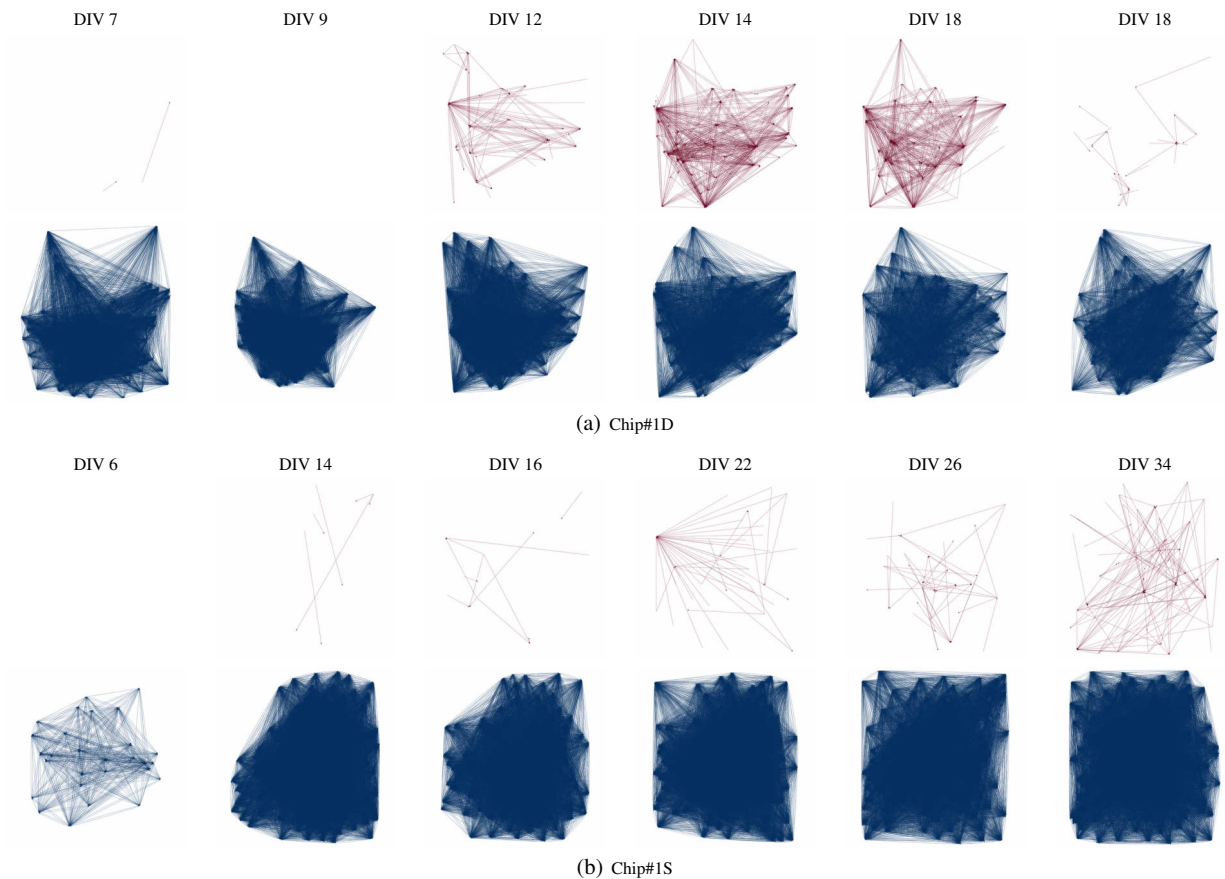 DIV 7 DIV 9 DIV 12 DIV 14 DIV 18 DIV 18
(a) Chip#1D
DIV 6 DIV 14 DIV 16 DIV 22 DIV 26 DIV 34
(b) Chip#1S